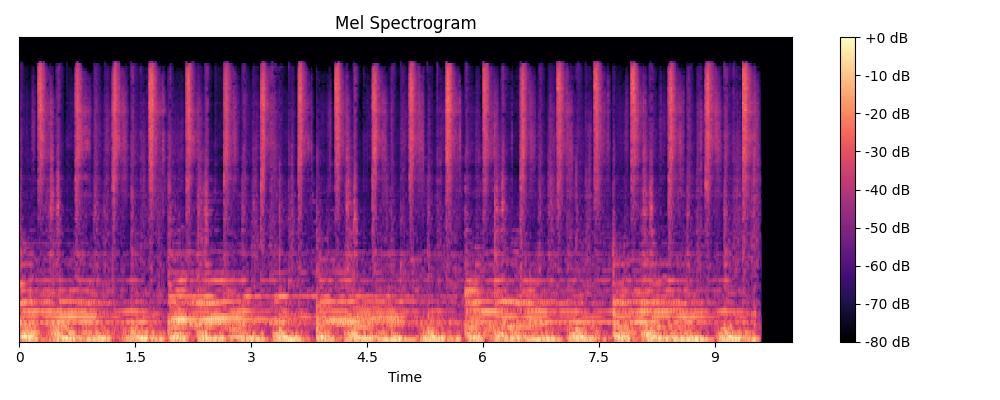 Mel Spectrogram
+0 dB
-10 dB
-20 dB
-30 dB
-40 dB
-50 dB
-60 dB
-70 dB
-80 dB
0 1.5 3 4.5 6 7.5 9
Time